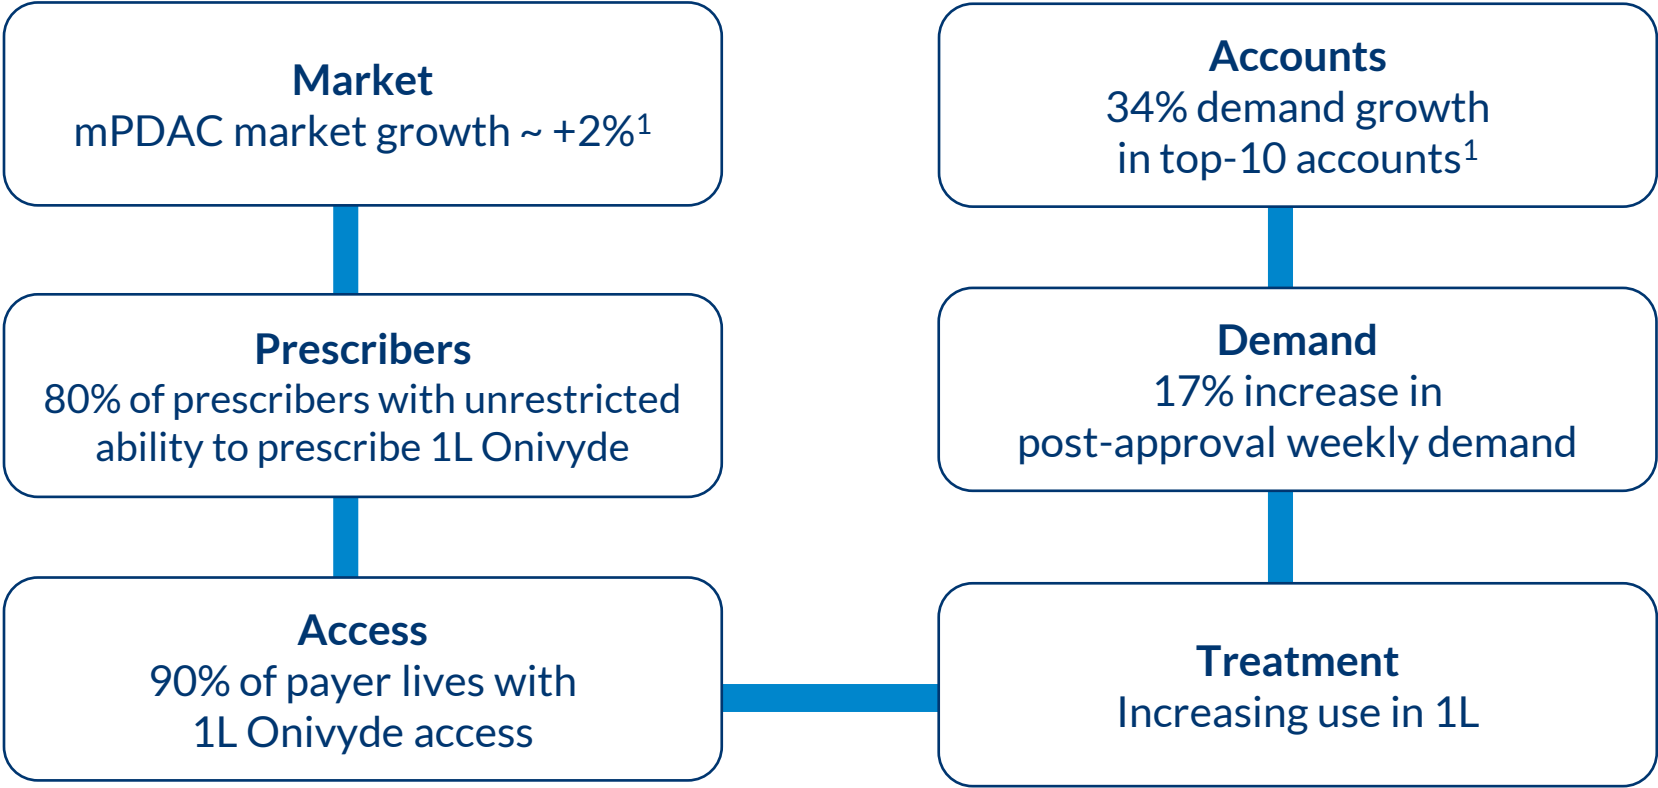 Market
mPDAC market growth ~ +2%¹
Prescribers
80% of prescribers with unrestricted
ability to prescribe 1L Onivyde
Access
90% of payer lives with
1L Onivyde access
Accounts
34% demand growth
in top-10 accounts¹
Demand
17% increase in
post-approval weekly demand
Treatment
Increasing use in 1L